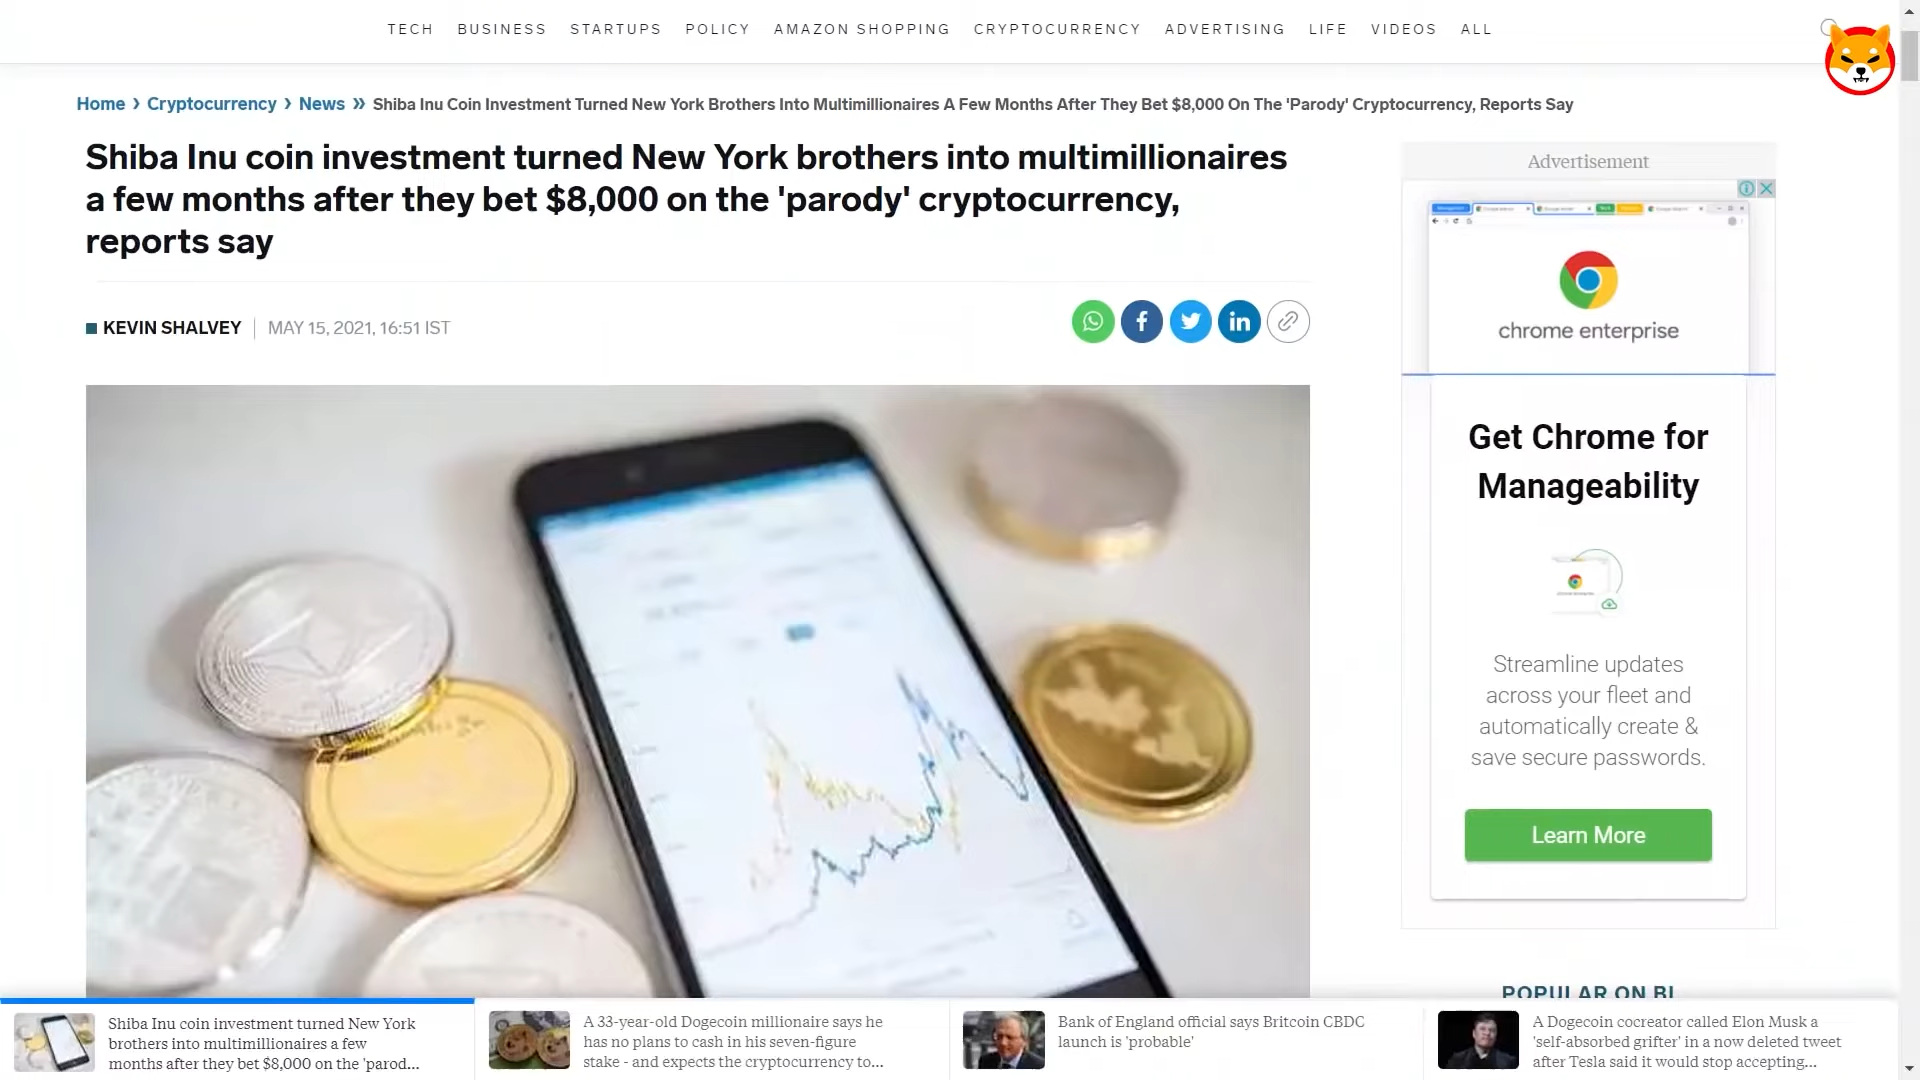 TECH BUSINESS STARTUPS POLICY AMAZON SHOPPING CRYPTOCURRENCY ADVERTISING LIFE VIDEOS ALL
Home › Cryptocurrency › News » Shiba Inu Coin Investment Turned New York Brothers Into Multimillionaires A Few Months After They Bet $8,000 On The 'Parody' Cryptocurrency, Reports Say
Shiba Inu coin investment turned New York brothers into multimillionaires
a few months after they bet $8,000 on the 'parody' cryptocurrency,
reports say
KEVIN SHALVEY | MAY 15, 2021, 16:51 IST
Advertisement
chrome enterprise
Get Chrome for
Manageability
Streamline updates
across your fleet and
automatically create &
save secure passwords.
Learn More
POPULAR ON BI
Shiba Inu coin investment turned New York
brothers into multimillionaires a few
months after they bet $8,000 on the 'parod...
A 33-year-old Dogecoin millionaire says he
has no plans to cash in his seven-figure
stake - and expects the cryptocurrency to...
Bank of England official says Britcoin CBDC
launch is 'probable'
A Dogecoin cocreator called Elon Musk a
'self-absorbed grifter' in a now deleted tweet
after Tesla said it would stop accepting...